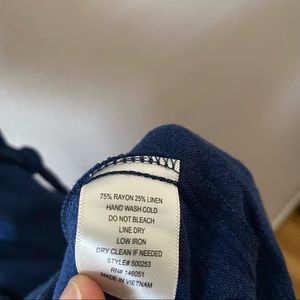 75% RAYON 25% LINEN
HAND WASH COLD
DO NOT BLEACH
LINE DRY
LOW IRON
DRY CLEAN IF NEEDED
STYLE# 500253
RN# 146051
MADE IN VIETNAM